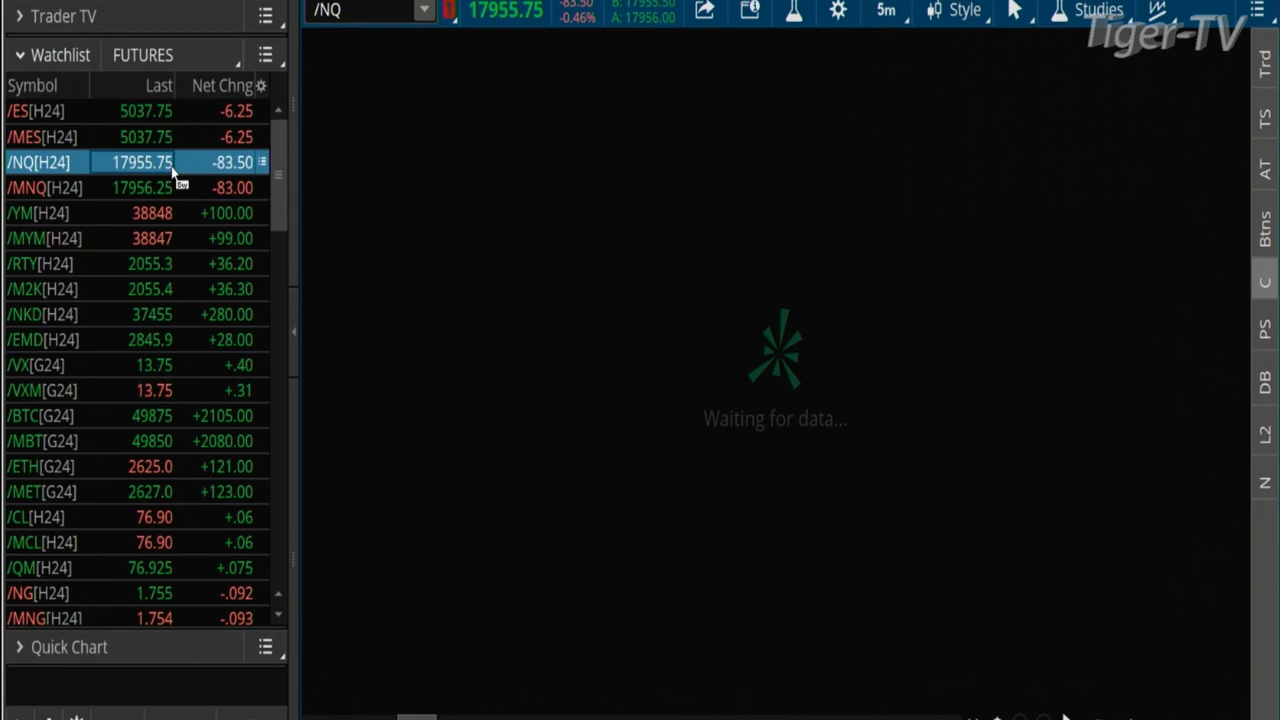 Trader TV
/NQ
17955.75
-83.50
-0.46%
B: 17955.50
A: 17956.00
5m
Style
Studies
Tiger-TV
Watchlist
FUTURES
Symbol Last Net Chng
/ES[H24] 5037.75 -6.25
/MES[H24] 5037.75 -6.25
/NQ[H24] 17955.75 -83.50
/MNQ[H24] 17956.25 -83.00
/YM[H24] 38848 +100.00
/MYM[H24] 38847 +99.00
/RTY[H24] 2055.3 +36.20
/M2K[H24] 2055.4 +36.30
/NKD[H24] 37455 +280.00
/EMD[H24] 2845.9 +28.00
/VX[G24] 13.75 +.40
/VXM[G24] 13.75 +.31
/BTC[G24] 49875 +2105.00
/MBT[G24] 49850 +2080.00
/ETH[G24] 2625.0 +121.00
/MET[G24] 2627.0 +123.00
/CL[H24] 76.90 +.06
/MCL[H24] 76.90 +.06
/QM[H24] 76.925 +.075
/NG[H24] 1.755 -.092
/MNG[H24] 1.754 -.093
Quick Chart
Waiting for data...
Trd
TS
AT
Btns
C
PS
DB
L2
N